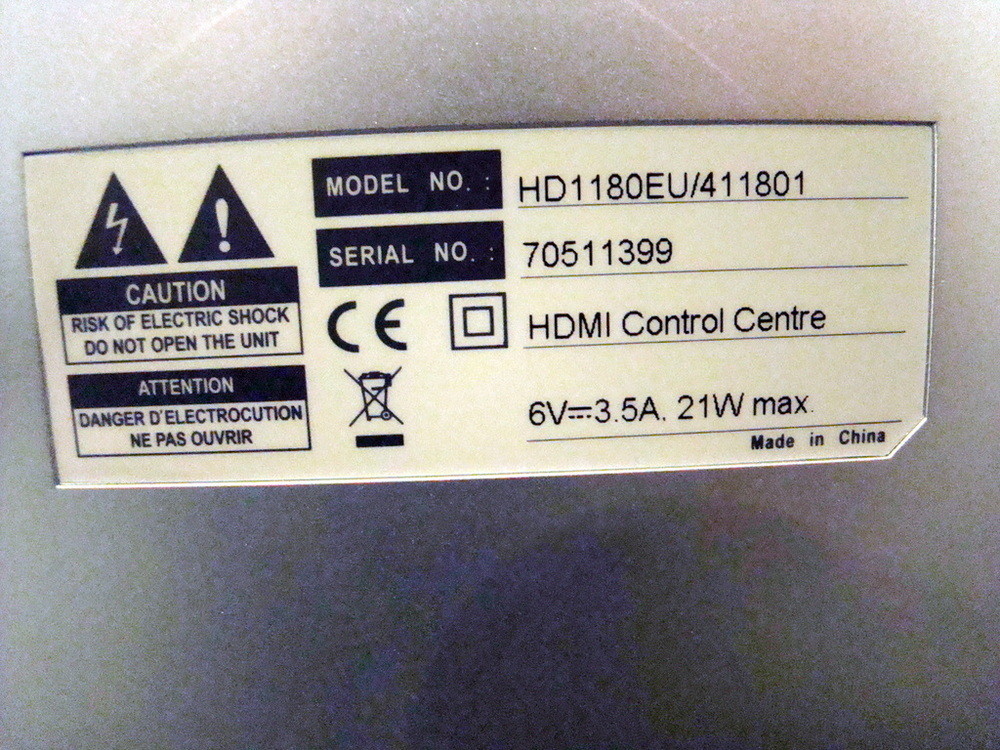 MODEL NO. : HD1180EU/411801
SERIAL NO. : 70511399
CAUTION
RISK OF ELECTRIC SHOCK
DO NOT OPEN THE UNIT
ATTENTION
DANGER D'ELECTROCUTION
NE PAS OUVRIR
CE
HDMI Control Centre
6V⎓3.5A. 21W max.
Made in China